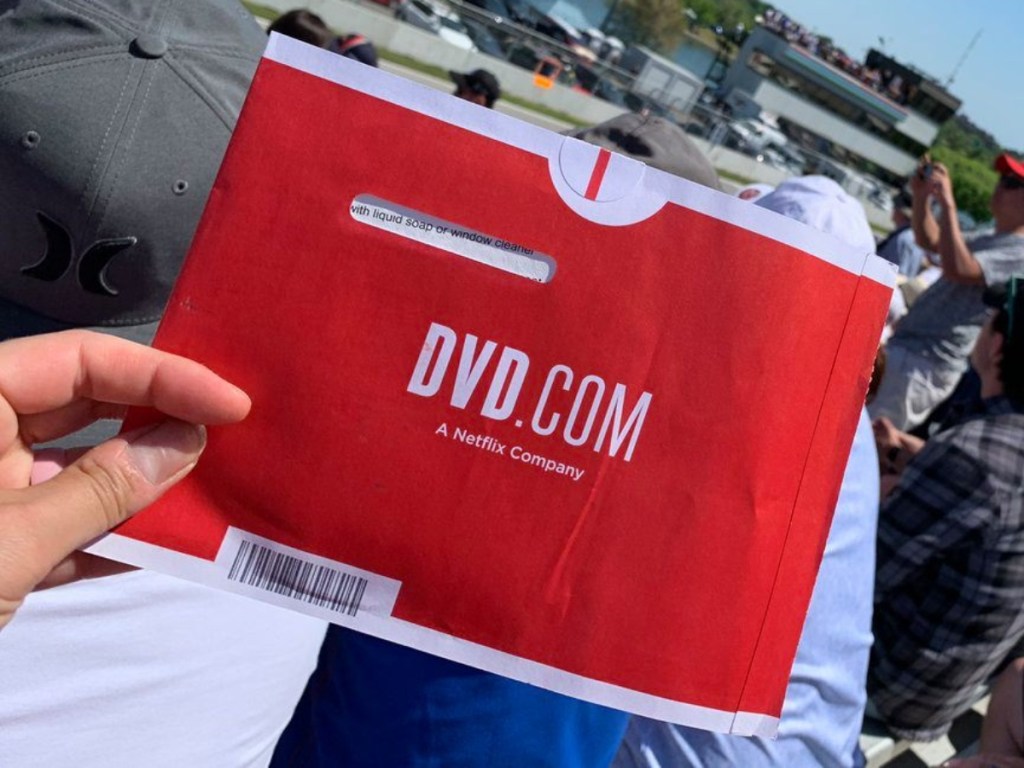 with liquid soap or window cleaner
DVD.COM
A Netflix Company